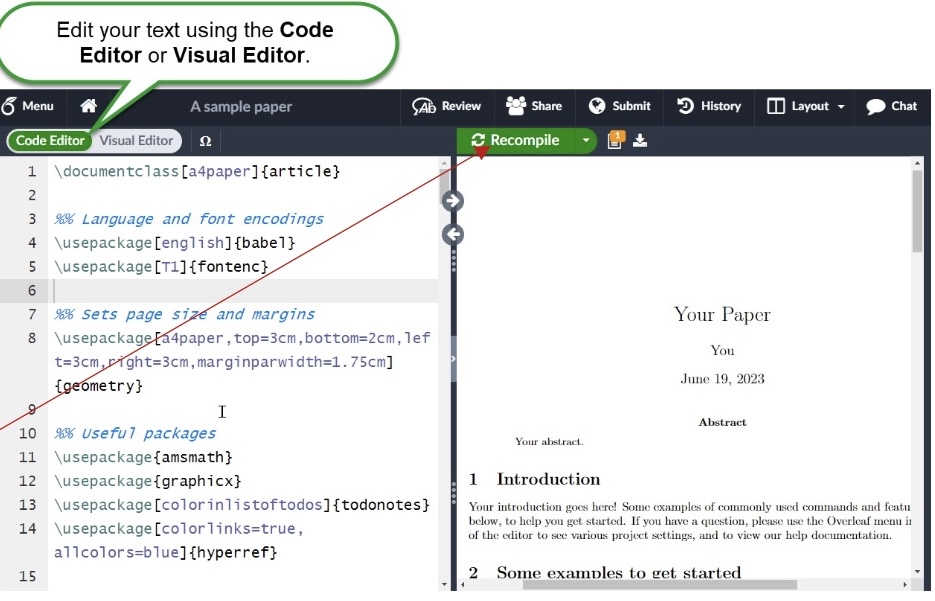 Edit your text using the Code
Editor or Visual Editor.
Menu
A sample paper
Review
Share
Submit
History
Layout
Chat
Code Editor
Visual Editor
Ω
Recompile
1
1 \documentclass[a4paper]{article}
2
3 %% Language and font encodings
4 \usepackage[english]{babel}
5 \usepackage[T1]{fontenc}
6
7 %% Sets page size and margins
8 \usepackage[a4paper,top=3cm,bottom=2cm,lef
t=3cm,right=3cm,marginparwidth=1.75cm]
{geometry}
9
10 %% Useful packages
11 \usepackage{amsmath}
12 \usepackage{graphicx}
13 \usepackage[colorinlistoftodos]{todonotes}
14 \usepackage[colorlinks=true,
allcolors=blue]{hyperref}
15
Your Paper
You
June 19, 2023
Abstract
Your abstract.
1 Introduction
Your introduction goes here! Some examples of commonly used commands and featu
below, to help you get started. If you have a question, please use the Overleaf menu i
of the editor to see various project settings, and to view our help documentation.
2 Some examples to get started